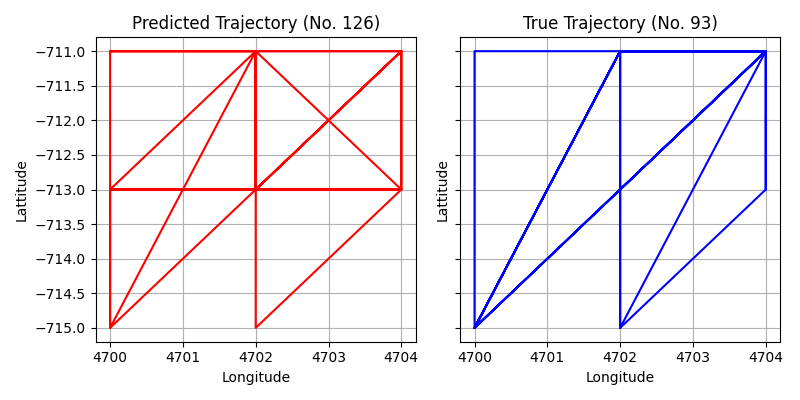 Predicted Trajectory (No. 126)
True Trajectory (No. 93)
−711.0
−711.5
−712.0
−712.5
−713.0
−713.5
−714.0
−714.5
−715.0
Lattitude
Lattitude
4700 4701 4702 4703 4704
4700 4701 4702 4703 4704
Longitude
Longitude